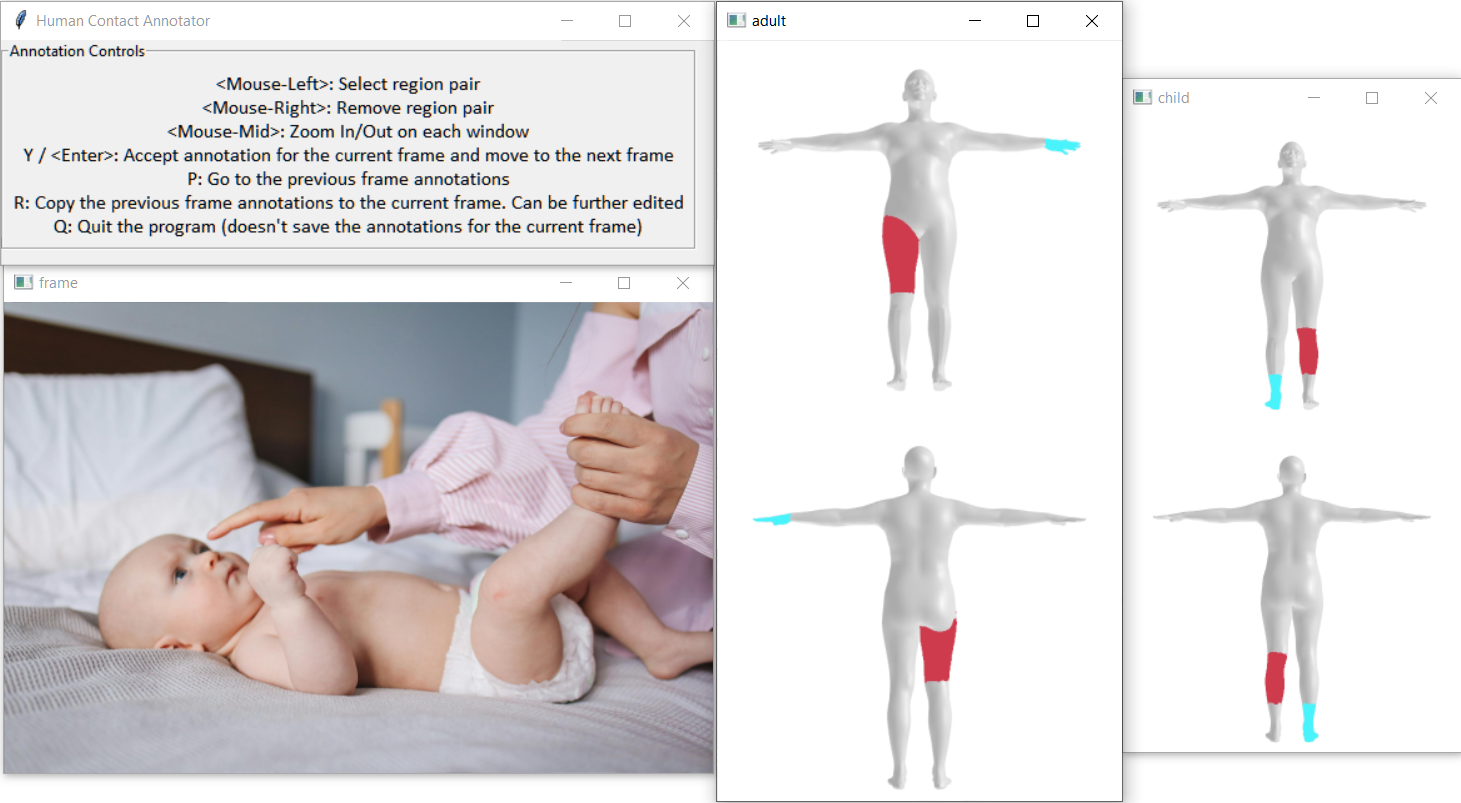 Human Contact Annotator
Annotation Controls
<Mouse-Left>: Select region pair
<Mouse-Right>: Remove region pair
<Mouse-Mid>: Zoom In/Out on each window
Y / <Enter>: Accept annotation for the current frame and move to the next frame
P: Go to the previous frame annotations
R: Copy the previous frame annotations to the current frame. Can be further edited
Q: Quit the program (doesn't save the annotations for the current frame)
frame
adult
child